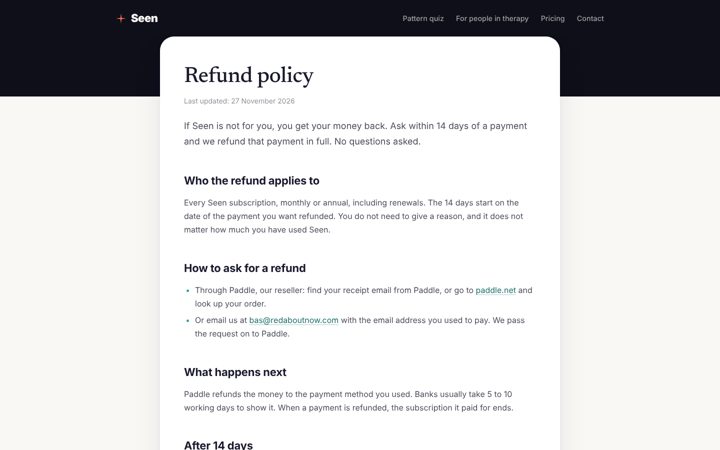 Seen
Pattern quiz
For people in therapy
Pricing
Contact
Refund policy
Last updated: 27 November 2026
If Seen is not for you, you get your money back. Ask within 14 days of a payment
and we refund that payment in full. No questions asked.
Who the refund applies to
Every Seen subscription, monthly or annual, including renewals. The 14 days start on the
date of the payment you want refunded. You do not need to give a reason, and it does not
matter how much you have used Seen.
How to ask for a refund
Through Paddle, our reseller: find your receipt email from Paddle, or go to paddle.net and
look up your order.
Or email us at bas@redaboutnow.com with the email address you used to pay. We pass
the request on to Paddle.
What happens next
Paddle refunds the money to the payment method you used. Banks usually take 5 to 10
working days to show it. When a payment is refunded, the subscription it paid for ends.
After 14 days